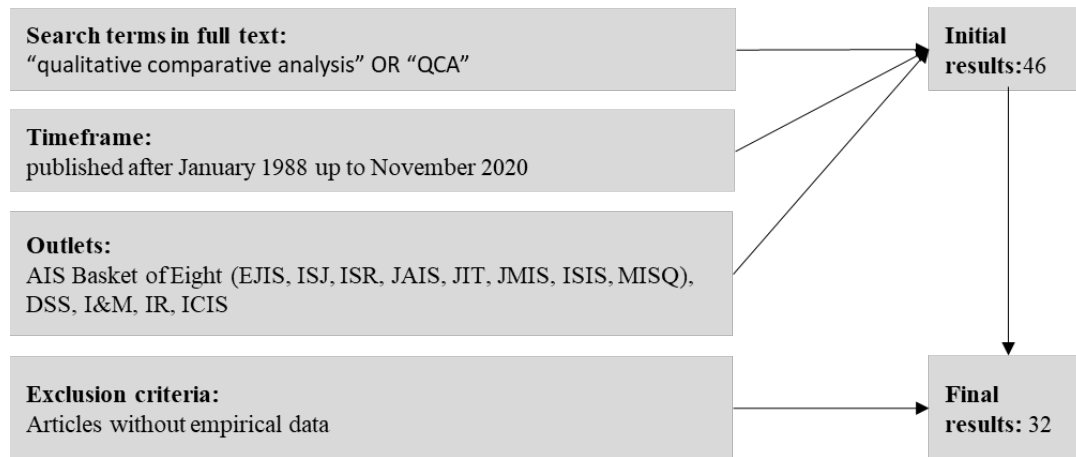 Search terms in full text:
“qualitative comparative analysis” OR “QCA”
Initial
results:46
Timeframe:
published after January 1988 up to November 2020
Outlets:
AIS Basket of Eight (EJIS, ISJ, ISR, JAIS, JIT, JMIS, ISIS, MISQ),
DSS, I&M, IR, ICIS
Exclusion criteria:
Articles without empirical data
Final
results: 32